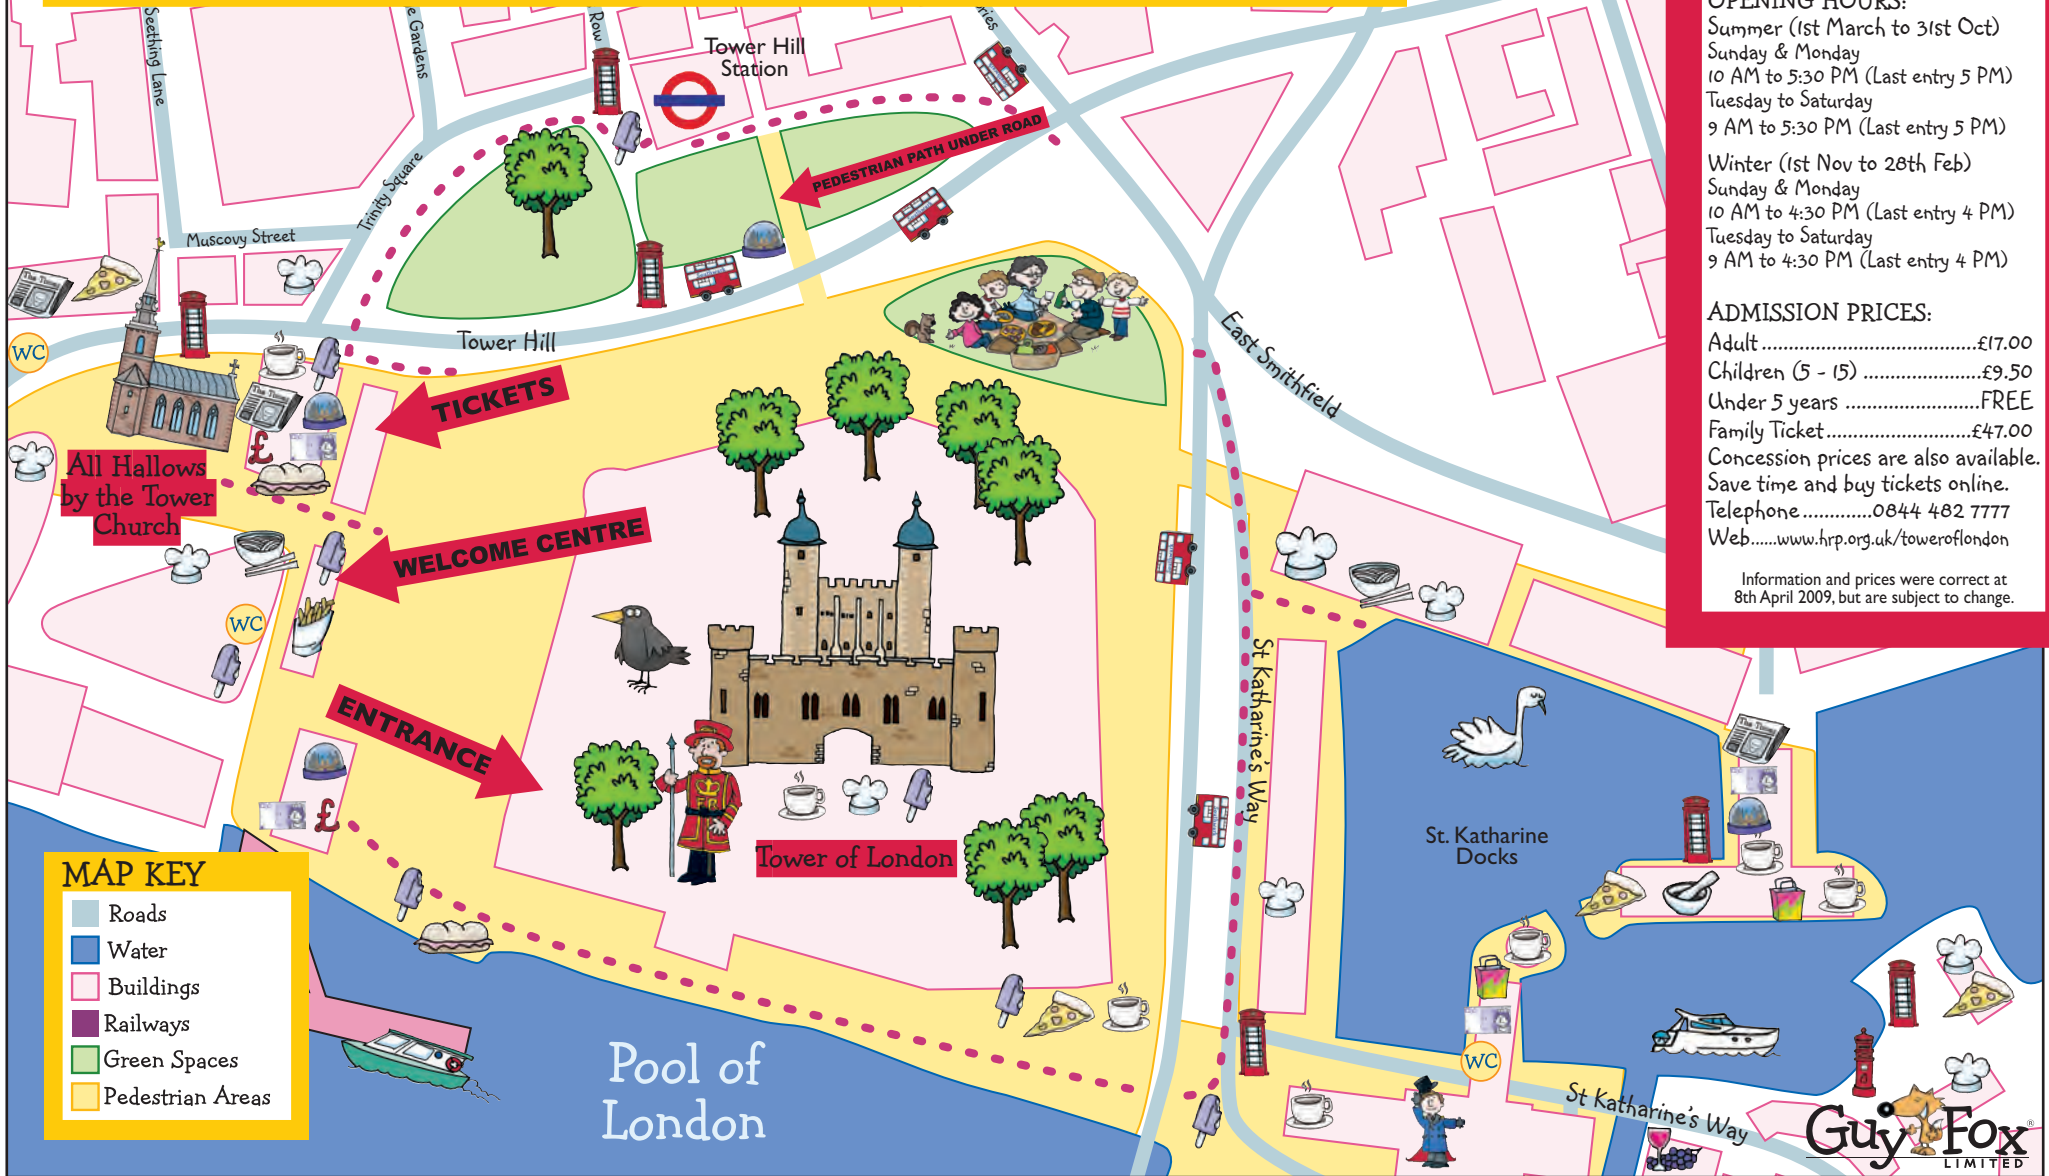 Seething Lane
e Gardens
Row
ries
Tower Hill
Station
PEDESTRIAN PATH UNDER ROAD
Trinity Square
Muscovy Street
The Times
WC
Tower Hill
TICKETS
The Times
£
All Hallows
by the Tower
Church
WELCOME CENTRE
WC
ENTRANCE
£
East Smithfield
St Katharine's Way
Tower of London
St. Katharine
Docks
The Times
WC
St Katharine's Way
Pool of
London
MAP KEY
Roads
Water
Buildings
Railways
Green Spaces
Pedestrian Areas
OPENING HOURS:
Summer (1st March to 31st Oct)
Sunday & Monday
10 AM to 5:30 PM (Last entry 5 PM)
Tuesday to Saturday
9 AM to 5:30 PM (Last entry 5 PM)
Winter (1st Nov to 28th Feb)
Sunday & Monday
10 AM to 4:30 PM (Last entry 4 PM)
Tuesday to Saturday
9 AM to 4:30 PM (Last entry 4 PM)
ADMISSION PRICES:
Adult.......................................£17.00
Children (5 - 15) .....................£9.50
Under 5 years ........................FREE
Family Ticket..........................£47.00
Concession prices are also available.
Save time and buy tickets online.
Telephone.............0844 482 7777
Web......www.hrp.org.uk/toweroflondon
Information and prices were correct at
8th April 2009, but are subject to change.
Guy Fox®
LIMITED